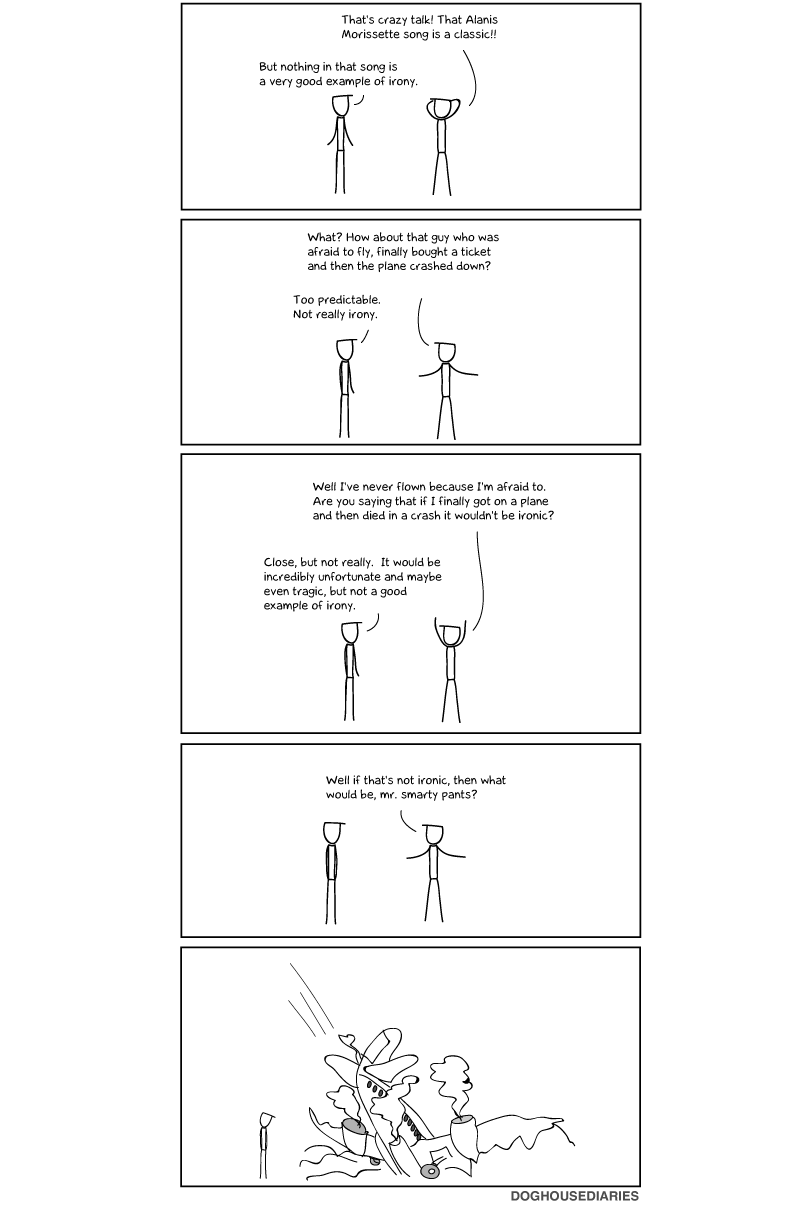 That's crazy talk! That Alanis
Morissette song is a classic!!
But nothing in that song is
a very good example of irony.
What? How about that guy who was
afraid to fly, finally bought a ticket
and then the plane crashed down?
Too predictable.
Not really irony.
Well I've never flown because I'm afraid to.
Are you saying that if I finally got on a plane
and then died in a crash it wouldn't be ironic?
Close, but not really. It would be
incredibly unfortunate and maybe
even tragic, but not a good
example of irony.
Well if that's not ironic, then what
would be, mr. smarty pants?
DOGHOUSEDIARIES